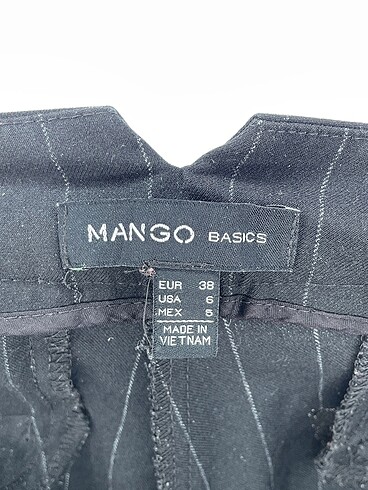 MANGO BASICS
EUR 38
USA 6
MEX 5
MADE IN
VIETNAM